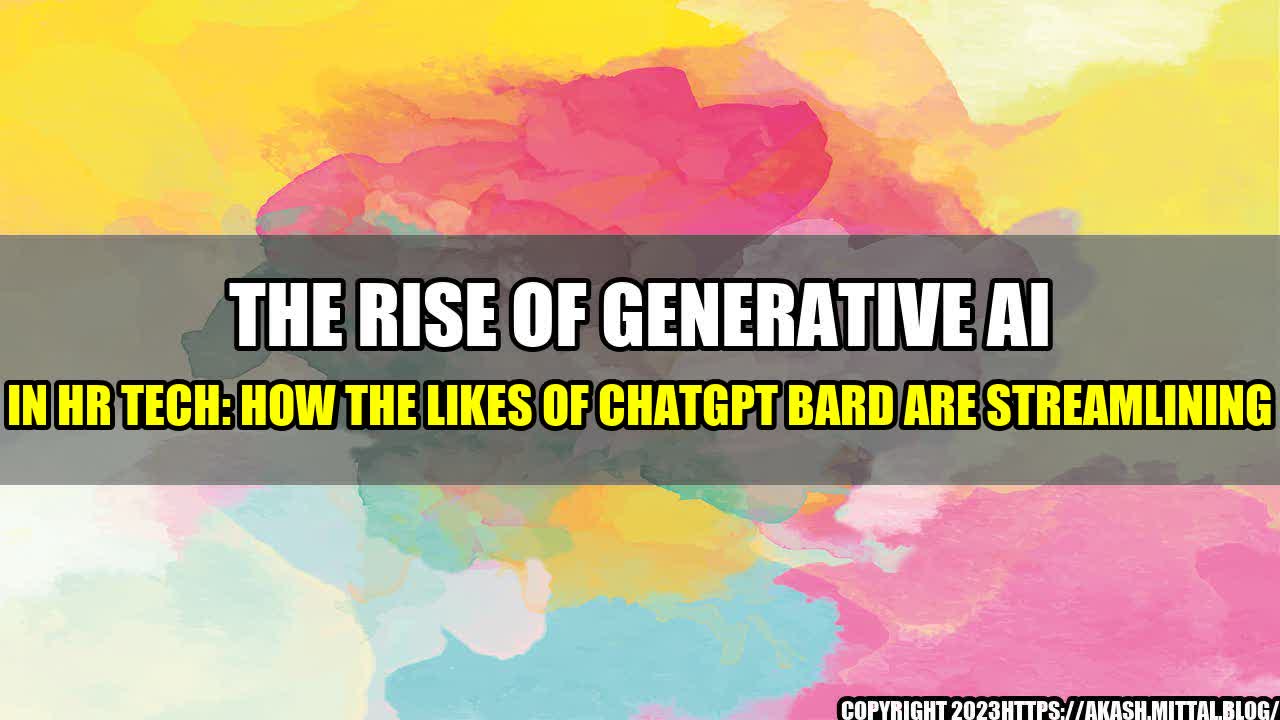 THE RISE OF GENERATIVE AI
IN HR TECH: HOW THE LIKES OF CHATGPT BARD ARE STREAMLINING
COPYRIGHT 2023HTTPS://AKASH.MITTAL.BLOG/